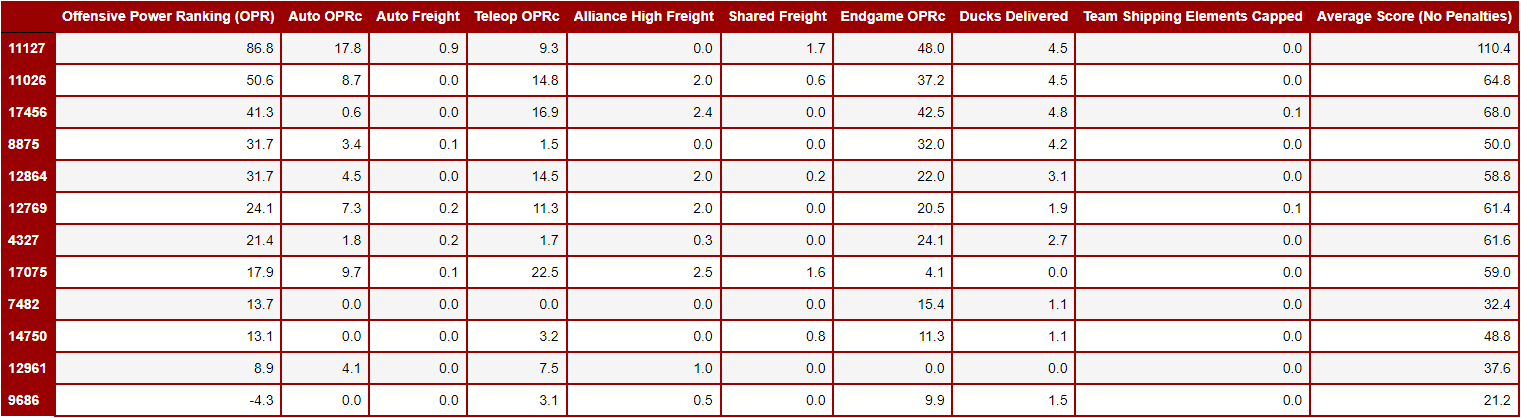 Offensive Power Ranking (OPR) Auto OPRc Auto Freight Teleop OPRc Alliance High Freight Shared Freight Endgame OPRc Ducks Delivered Team Shipping Elements Capped Average Score (No Penalties)
11127 86.8 17.8 0.9 9.3 0.0 1.7 48.0 4.5 0.0 110.4
11026 50.6 8.7 0.0 14.8 2.0 0.6 37.2 4.5 0.0 64.8
17456 41.3 0.6 0.0 16.9 2.4 0.0 42.5 4.8 0.1 68.0
8875 31.7 3.4 0.1 1.5 0.0 0.0 32.0 4.2 0.0 50.0
12864 31.7 4.5 0.0 14.5 2.0 0.2 22.0 3.1 0.0 58.8
12769 24.1 7.3 0.2 11.3 2.0 0.0 20.5 1.9 0.1 61.4
4327 21.4 1.8 0.2 1.7 0.3 0.0 24.1 2.7 0.0 61.6
17075 17.9 9.7 0.1 22.5 2.5 1.6 4.1 0.0 0.0 59.0
7482 13.7 0.0 0.0 0.0 0.0 0.0 15.4 1.1 0.0 32.4
14750 13.1 0.0 0.0 3.2 0.0 0.8 11.3 1.1 0.0 48.8
12961 8.9 4.1 0.0 7.5 1.0 0.0 0.0 0.0 0.0 37.6
9686 -4.3 0.0 0.0 3.1 0.5 0.0 9.9 1.5 0.0 21.2